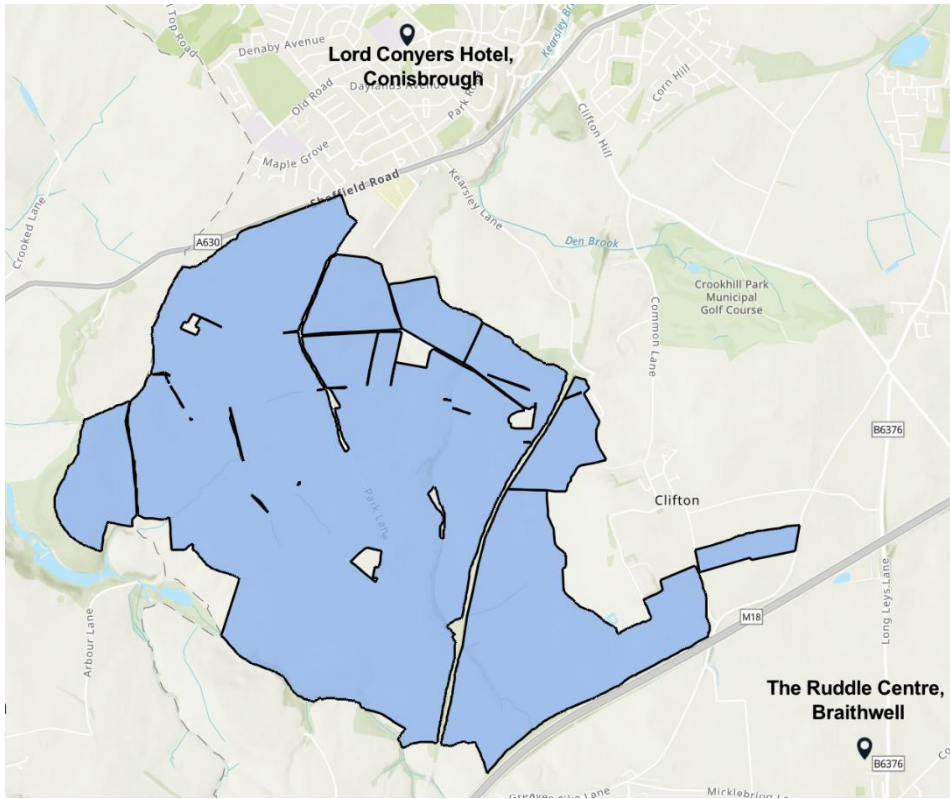 Top Road
Denaby Avenue
Lord Conyers Hotel,
Conisbrough
Daylands Avenue
Old Road
Park
Kearsley
Corn Hill
Clifton Hill
Maple Grove
Sheffield Road
Kearsley Lane
Crooked Lane
A630
Den Brook
Crookhill Park
Municipal
Golf Course
Common Lane
B6376
Clifton
Park Lane
M18
Long Leys Lane
Arbour Lane
The Ruddle Centre,
Braithwell
B6376
Micklebring